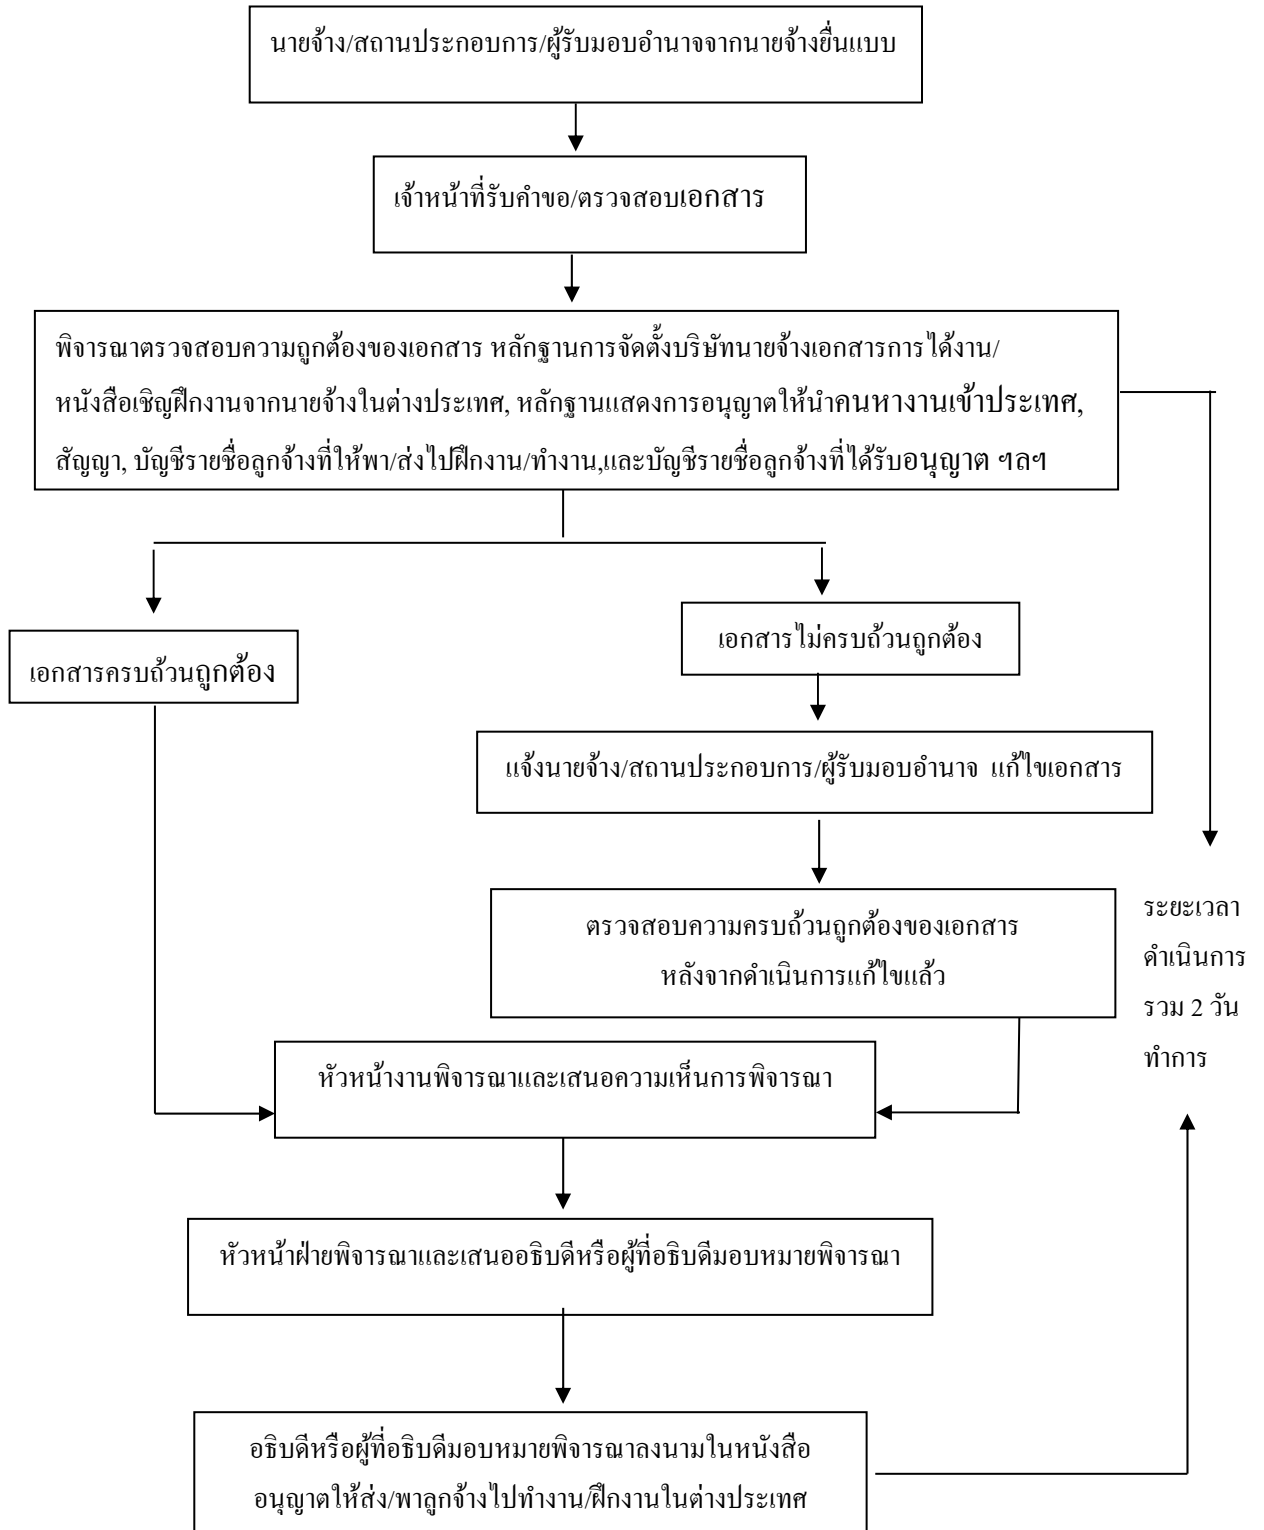 นายจ้าง/สถานประกอบการ/ผู้รับมอบอำนาจจากนายจ้างยื่นแบบ
เจ้าหน้าที่รับคำขอ/ตรวจสอบเอกสาร
พิจารณาตรวจสอบความถูกต้องของเอกสาร หลักฐานการจัดตั้งบริษัทนายจ้างเอกสารการได้งาน/
หนังสือเชิญฝึกงานจากนายจ้างในต่างประเทศ, หลักฐานแสดงการอนุญาตให้นำคนหางานเข้าประเทศ,
สัญญา, บัญชีรายชื่อลูกจ้างที่ให้พา/ส่งไปฝึกงาน/ทำงาน,และบัญชีรายชื่อลูกจ้างที่ได้รับอนุญาต ฯลฯ
เอกสารครบถ้วนถูกต้อง
เอกสารไม่ครบถ้วนถูกต้อง
แจ้งนายจ้าง/สถานประกอบการ/ผู้รับมอบอำนาจ แก้ไขเอกสาร
ตรวจสอบความครบถ้วนถูกต้องของเอกสาร
หลังจากดำเนินการแก้ไขแล้ว
ระยะเวลา
ดำเนินการ
รวม 2 วัน
ทำการ
หัวหน้างานพิจารณาและเสนอความเห็นการพิจารณา
หัวหน้าฝ่ายพิจารณาและเสนออธิบดีหรือผู้ที่อธิบดีมอบหมายพิจารณา
อธิบดีหรือผู้ที่อธิบดีมอบหมายพิจารณาลงนามในหนังสือ
อนุญาตให้ส่ง/พาลูกจ้างไปทำงาน/ฝึกงานในต่างประเทศ